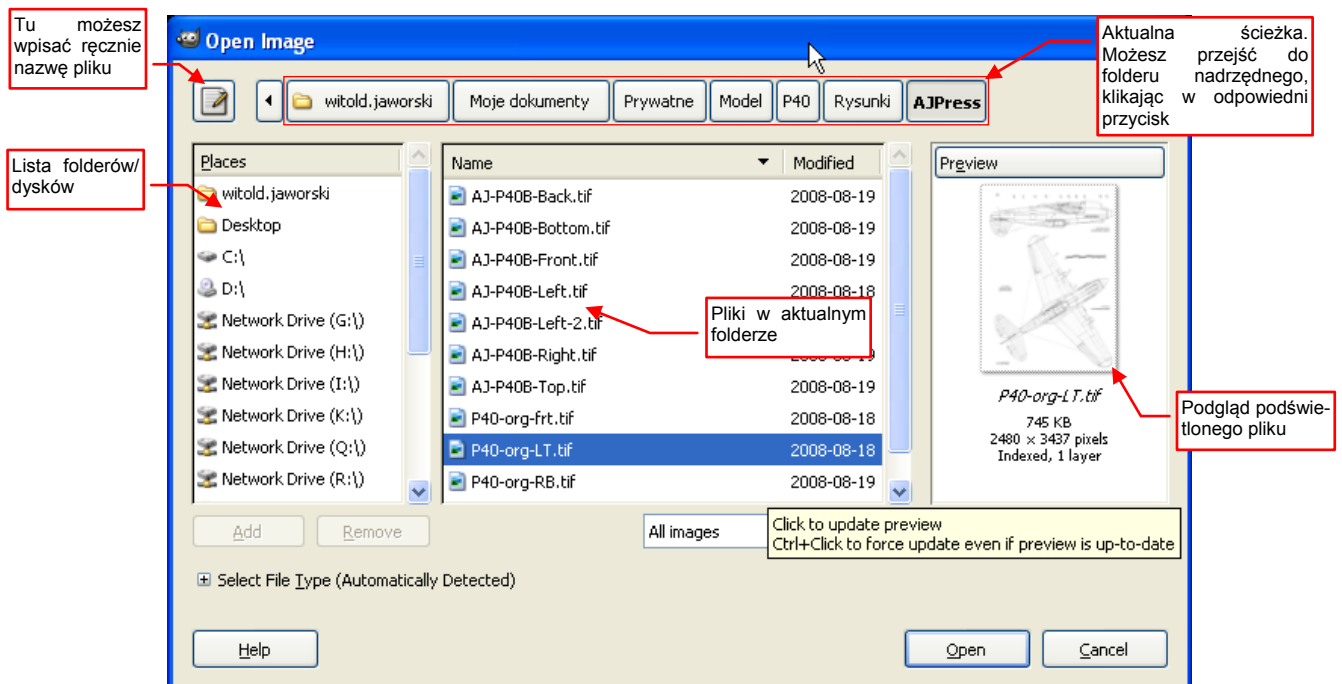 Tu możesz
wpisać ręcznie
nazwę pliku
Open Image
Aktualna ścieżka.
Możesz przejść do
folderu nadrzędnego,
klikając w odpowiedni
przycisk
witold.jaworski Moje dokumenty Prywatne Model P40 Rysunki AJPress
Lista folderów/
dysków
Places
witold.jaworski
Desktop
C:\
D:\
Network Drive (G:\)
Network Drive (H:\)
Network Drive (I:\)
Network Drive (K:\)
Network Drive (Q:\)
Network Drive (R:\)
Name Modified
AJ-P40B-Back.tif 2008-08-19
AJ-P40B-Bottom.tif 2008-08-19
AJ-P40B-Front.tif 2008-08-19
AJ-P40B-Left.tif 2008-08-18
AJ-P40B-Left-2.tif
AJ-P40B-Right.tif 2008-08-19
AJ-P40B-Top.tif 2008-08-19
P40-org-frt.tif 2008-08-18
P40-org-LT.tif 2008-08-18
P40-org-RB.tif 2008-08-19
Pliki w aktualnym
folderze
Preview
P40-org-LT.tif
745 KB
2480 × 3437 pixels
Indexed, 1 layer
Podgląd podświe-
tlonego pliku
Add Remove
All images
Click to update preview
Ctrl+Click to force update even if preview is up-to-date
Select File Type (Automatically Detected)
Help Open Cancel